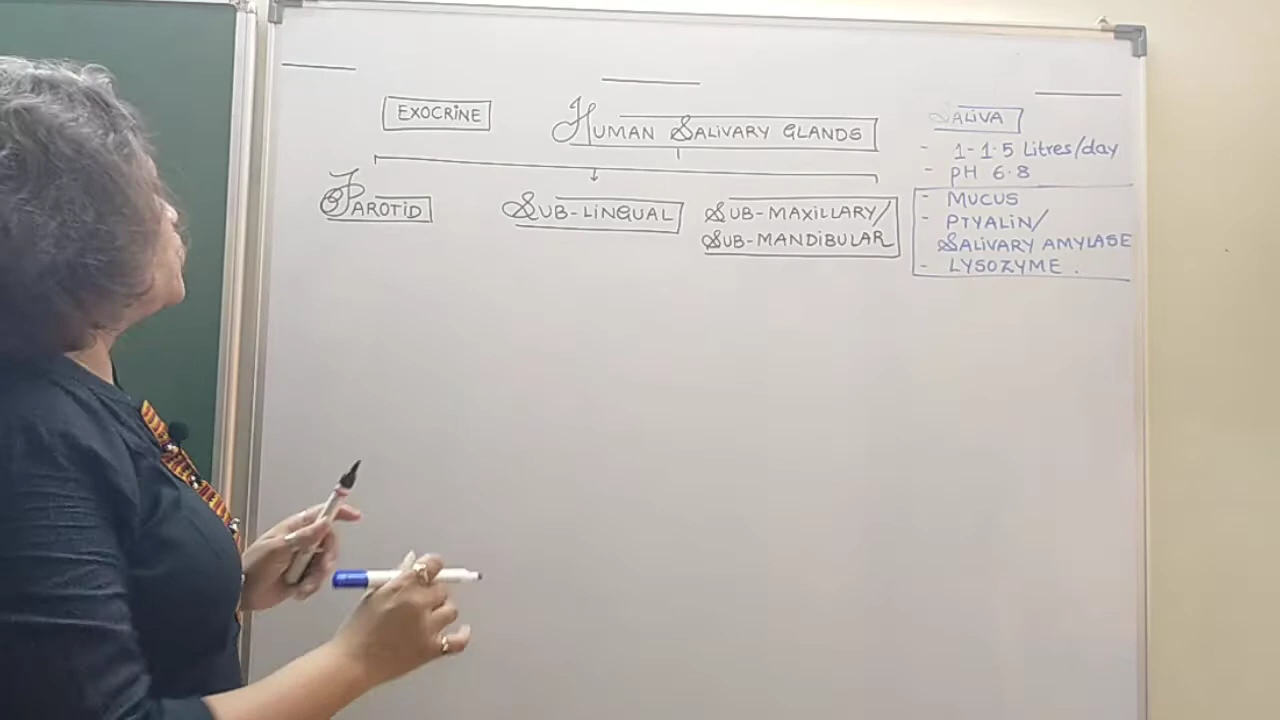 EXOCRINE
HUMAN SALIVARY GLANDS
PAROTID
SUB-LINGUAL
SUB-MAXILLARY/
SUB-MANDIBULAR
SALIVA
- 1-1.5 Litres/day
- pH 6.8
- MUCUS
- PTYALIN/
SALIVARY AMYLASE
- LYSOZYME.